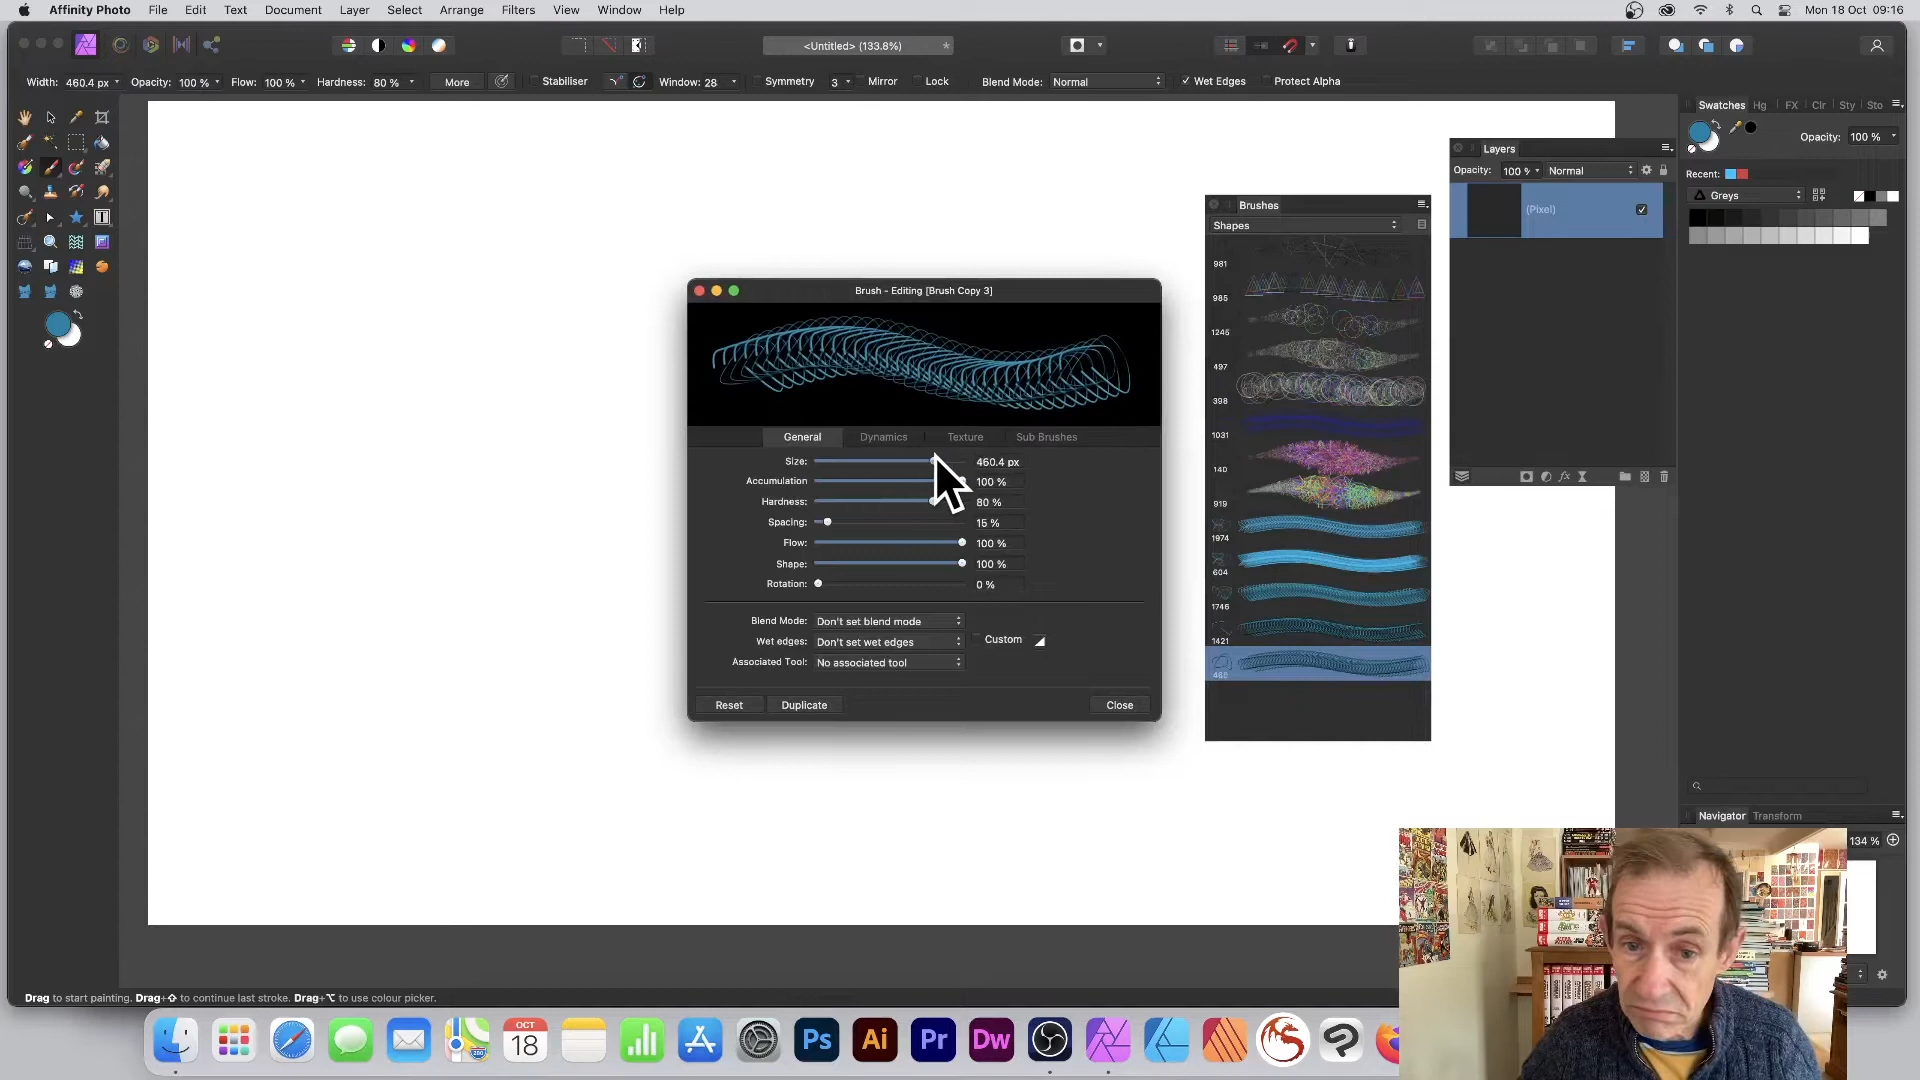 Affinity Photo File Edit Text Document Layer Select Arrange Filters View Window Help
Mon 18 Oct 09:16
<Untitled> (133.8%)
Width: 460.4 px Opacity: 100 % Flow: 100 % Hardness: 80 % More Stabiliser Window: 28 Symmetry 3 Mirror Lock Blend Mode: Normal Wet Edges Protect Alpha
Swatches Hg FX Clr Sty Sto
Opacity: 100 %
Recent:
Greys
Layers
Opacity: 100 % Normal
(Pixel)
Brushes
Shapes
981
985
1246
497
398
1031
140
919
1974
604
1746
1421
460
Brush - Editing [Brush Copy 3]
General Dynamics Texture Sub Brushes
Size: 460.4 px
Accumulation 100 %
Hardness: 80 %
Spacing: 15 %
Flow: 100 %
Shape: 100 %
Rotation: 0 %
Blend Mode: Don't set blend mode
Wet edges: Don't set wet edges Custom
Associated Tool: No associated tool
Reset Duplicate Close
Navigator Transform
134 %
Drag to start painting. Drag+⇧ to continue last stroke. Drag+⌥ to use colour picker.
OCT
18
280
Ps Ai Pr Dw